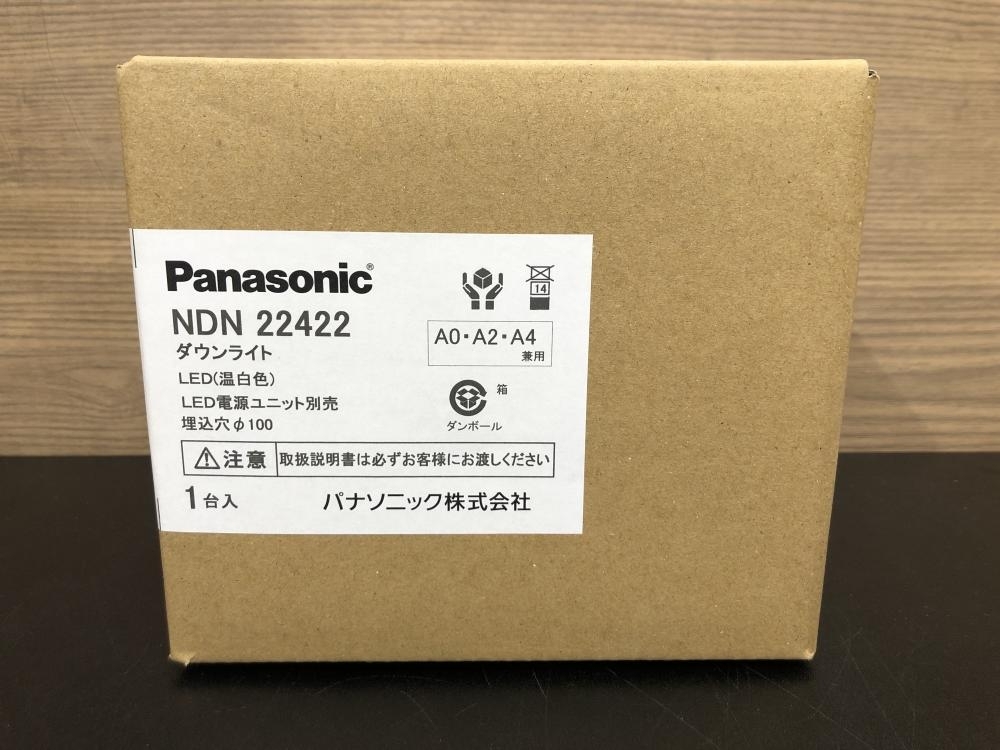 Panasonic®
NDN 22422
ダウンライト
LED(温白色)
LED電源ユニット別売
埋込穴φ100
14
A0・A2・A4
兼用
箱
ダンボール
注意 取扱説明書は必ずお客様にお渡しください
1台入 パナソニック株式会社